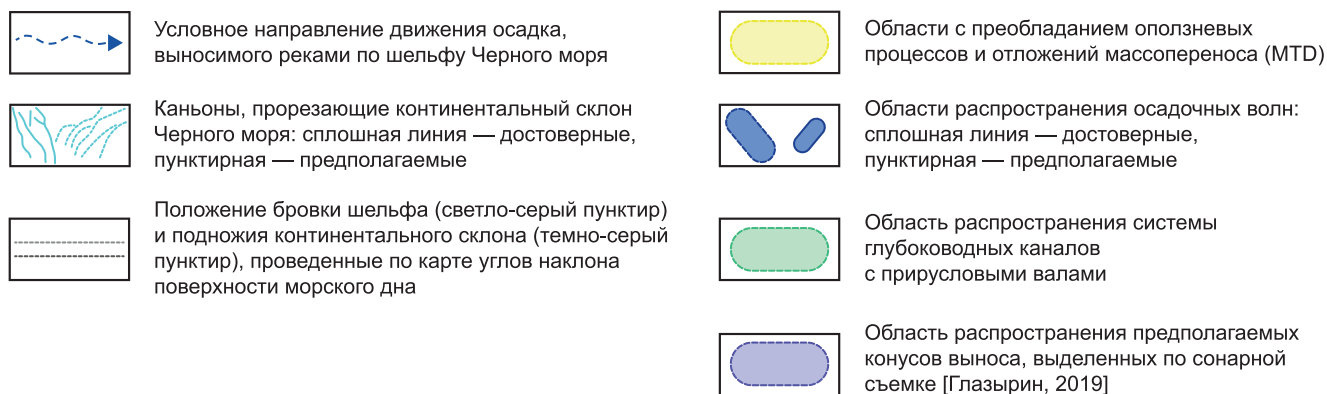 Условное направление движения осадка,
выносимого реками по шельфу Черного моря
Каньоны, прорезающие континентальный склон
Черного моря: сплошная линия — достоверные,
пунктирная — предполагаемые
Положение бровки шельфа (светло-серый пунктир)
и подножия континентального склона (темно-серый
пунктир), проведенные по карте углов наклона
поверхности морского дна
Области с преобладанием оползневых
процессов и отложений массопереноса (MTD)
Области распространения осадочных волн:
сплошная линия — достоверные,
пунктирная — предполагаемые
Область распространения системы
глубоководных каналов
с прирусловыми валами
Область распространения предполагаемых
конусов выноса, выделенных по сонарной
съемке [Глазырин, 2019]